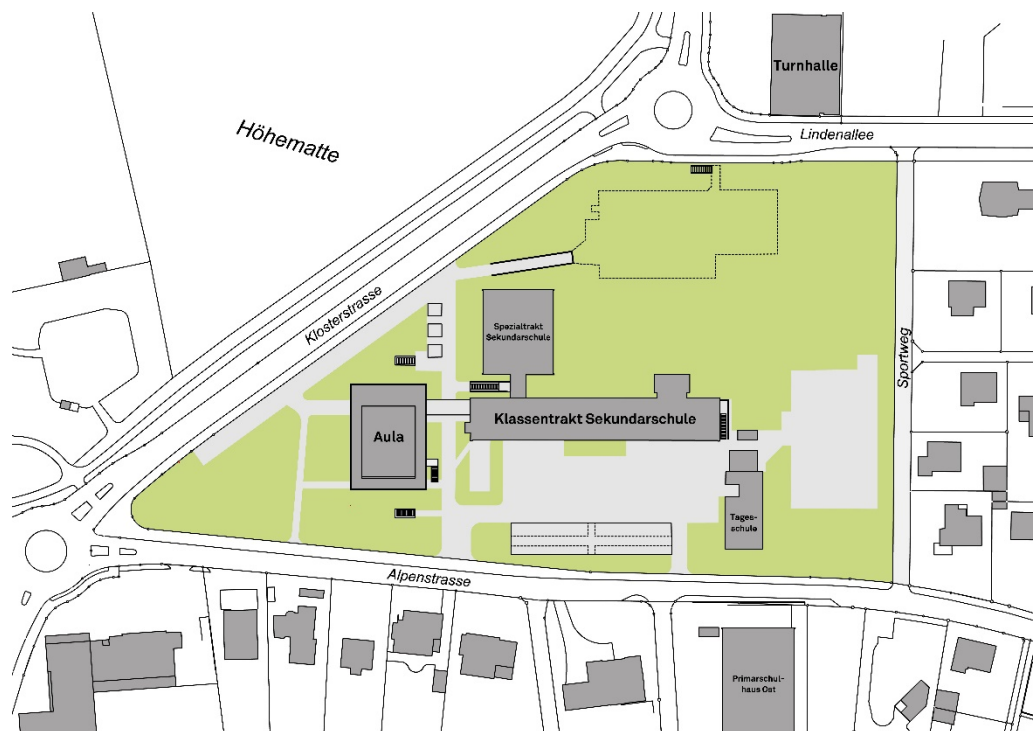 Turnhalle
Lindenallee
Höhematte
Klosterstrasse
Spezialtrakt
Sekundarschule
Sportweg
Klassentrakt Sekundarschule
Aula
Tages-
schule
Alpenstrasse
Primarschul-
haus Ost